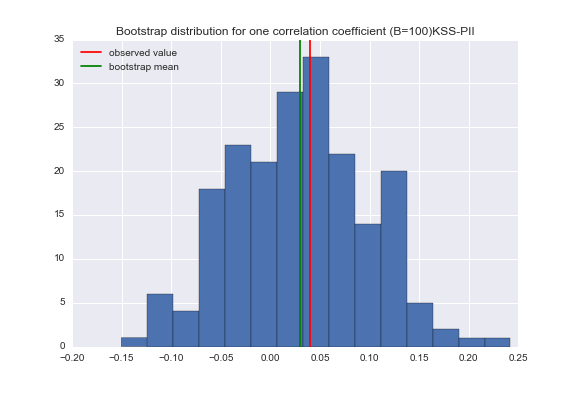 Bootstrap distribution for one correlation coefficient (B=100)KSS-PII
observed value
bootstrap mean
35
30
25
20
15
10
5
0
−0.20 −0.15 −0.10 −0.05 0.00 0.05 0.10 0.15 0.20 0.25